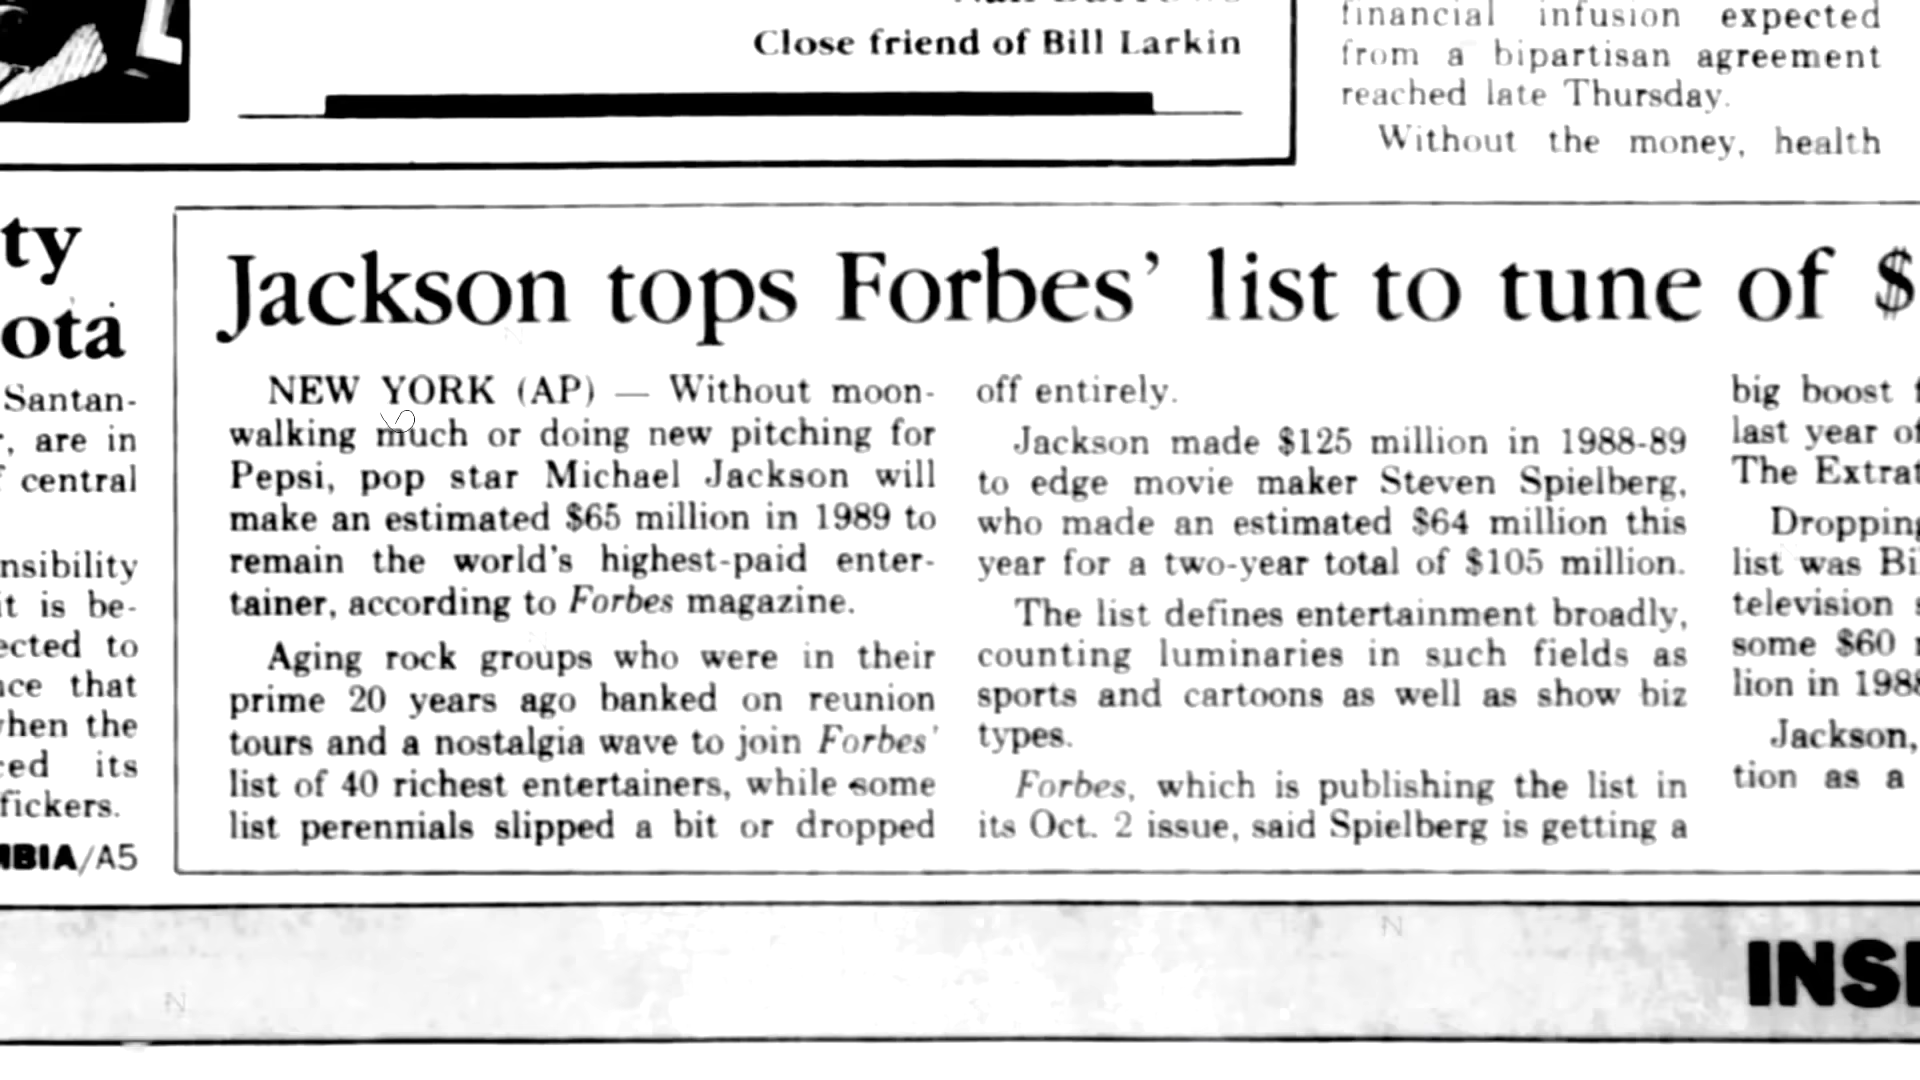 Close friend of Bill Larkin
financial infusion expected
from a bipartisan agreement
reached late Thursday.
Without the money, health
ty
ota
Santan-
, are in
central
nsibility
it is be-
ected to
ce that
hen the
ed its
fickers.
BIA/A5
Jackson tops Forbes' list to tune of $
NEW YORK (AP) — Without moon-
walking much or doing new pitching for
Pepsi, pop star Michael Jackson will
make an estimated $65 million in 1989 to
remain the world's highest-paid enter-
tainer, according to Forbes magazine.
Aging rock groups who were in their
prime 20 years ago banked on reunion
tours and a nostalgia wave to join Forbes'
list of 40 richest entertainers, while some
list perennials slipped a bit or dropped
off entirely.
Jackson made $125 million in 1988-89
to edge movie maker Steven Spielberg,
who made an estimated $64 million this
year for a two-year total of $105 million.
The list defines entertainment broadly,
counting luminaries in such fields as
sports and cartoons as well as show biz
types.
Forbes, which is publishing the list in
its Oct. 2 issue, said Spielberg is getting a
big boost f
last year of
The Extrat
Dropping
list was Bi
television s
some $60
lion in 1988
Jackson,
tion as a
INSI